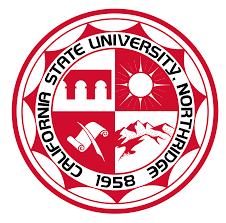 CALIFORNIA STATE UNIVERSITY, NORTHRIDGE
1958